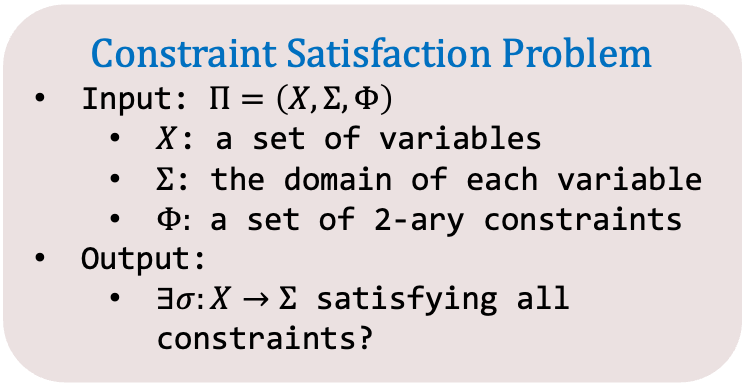 Constraint Satisfaction Problem
• Input: Π = (X, Σ, Φ)
• X: a set of variables
• Σ: the domain of each variable
• Φ: a set of 2-ary constraints
• Output:
• ∃σ: X → Σ satisfying all
constraints?